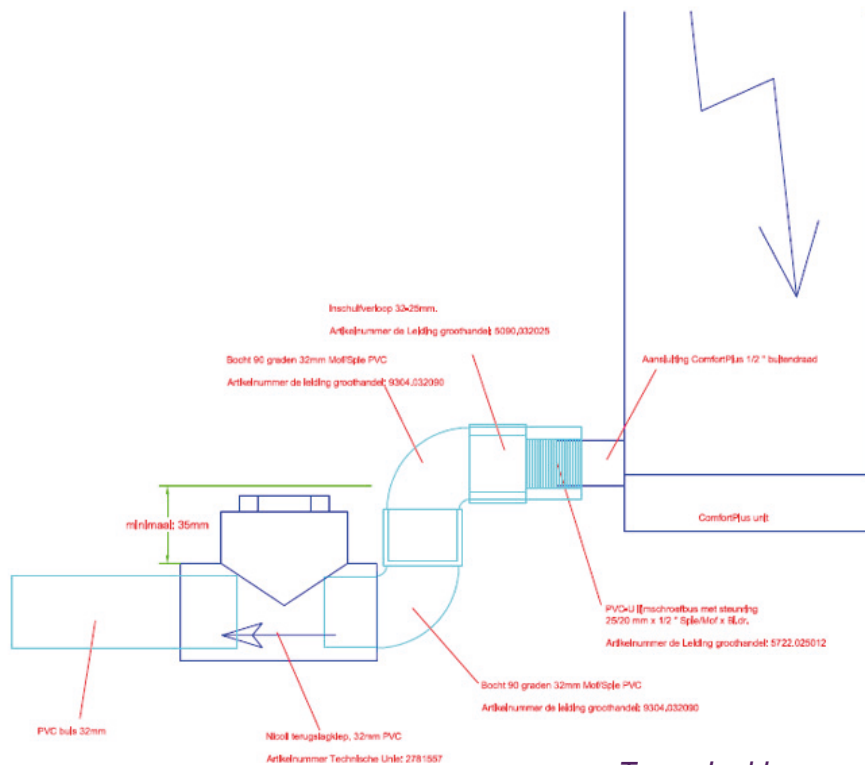 Inschuifverloop 32-25mm.
Artikelnummer de Leiding groothandel: 5090.032025
Bocht 90 graden 32mm Mof/Spie PVC
Artikelnummer de leiding groothandel: 9304.032090
Aansluiting ComfortPlus 1/2 " buitendraad
minimaal: 35mm
ComfortPlus unit
PVC-U lijmschroefbus met steunring
25/20 mm x 1/2 " Spie/Mof x Bi.dr.
Artikelnummer de Leiding groothandel: 5722.025012
Bocht 90 graden 32mm Mof/Spie PVC
Artikelnummer de leiding groothandel: 9304.032090
PVC buis 32mm
Nicoll terugslagklep, 32mm PVC
Artikelnummer Technische Unie: 2781557